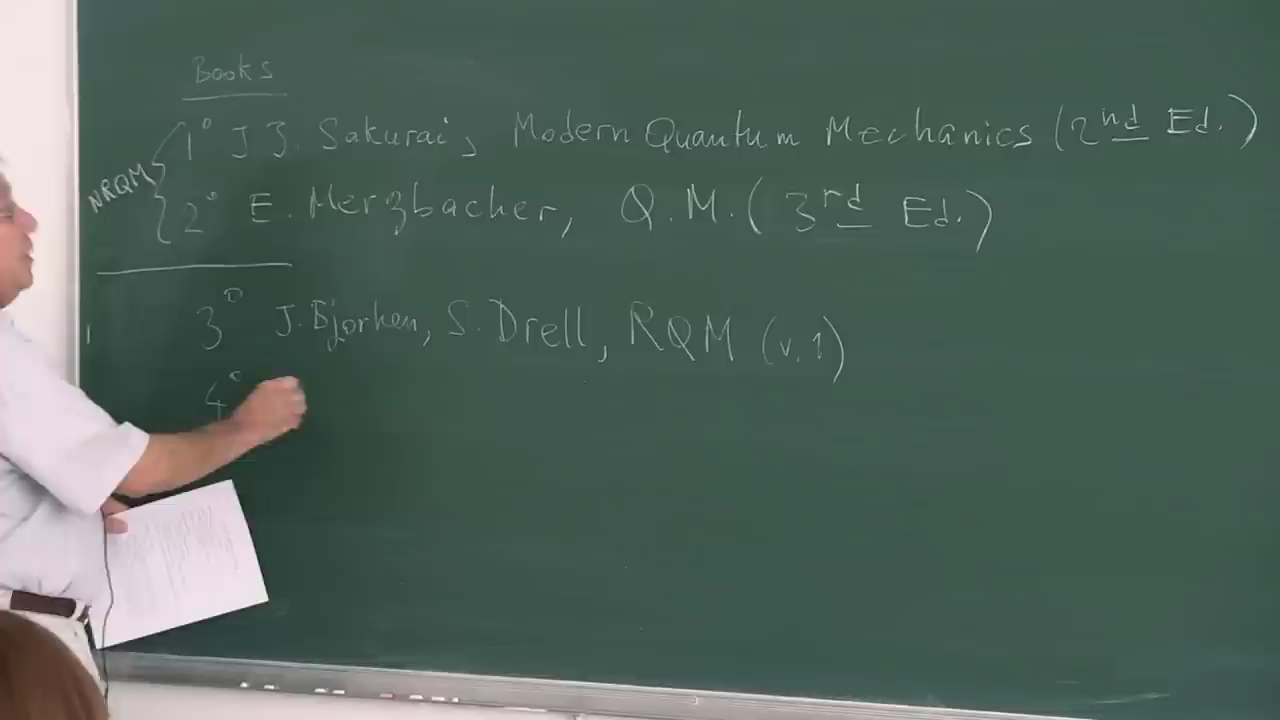 Books
NRQM { 1° J J. Sakurai, Modern Quantum Mechanics (2nd Ed.)
2° E. Merzbacher, Q.M. (3rd Ed.)
3° J. Bjorken, S. Drell, RQM (v. 1)
4°